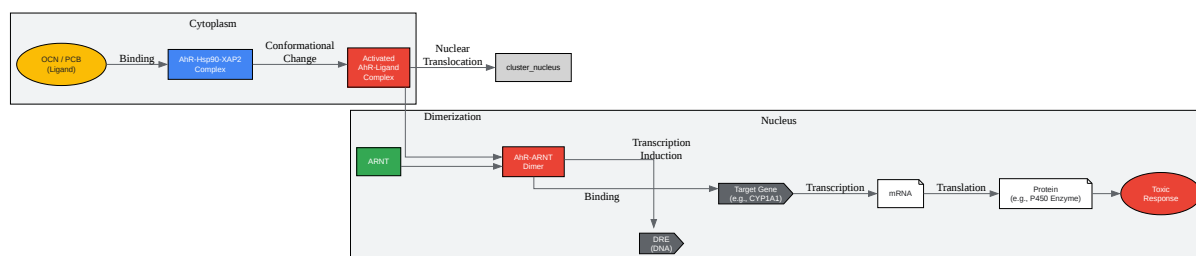 Cytoplasm
OCN / PCB
(Ligand)
Binding
AhR-Hsp90-XAP2
Complex
Conformational
Change
Activated
AhR-Ligand
Complex
Nuclear
Translocation
cluster_nucleus
Dimerization
Nucleus
ARNT
AhR-ARNT
Dimer
Transcription
Induction
Binding
Target Gene
(e.g., CYP1A1)
Transcription
mRNA
Translation
Protein
(e.g., P450 Enzyme)
Toxic
Response
DRE
(DNA)